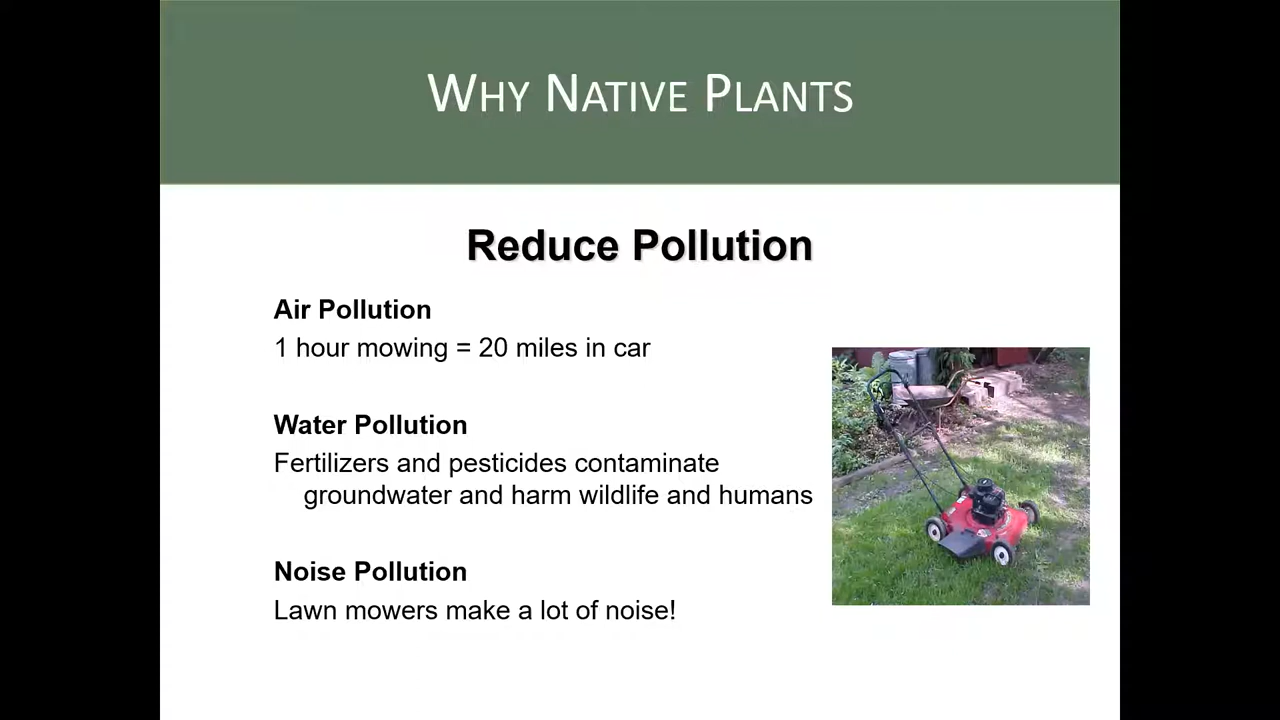 Why Native Plants
Reduce Pollution
Air Pollution
1 hour mowing = 20 miles in car
Water Pollution
Fertilizers and pesticides contaminate
groundwater and harm wildlife and humans
Noise Pollution
Lawn mowers make a lot of noise!